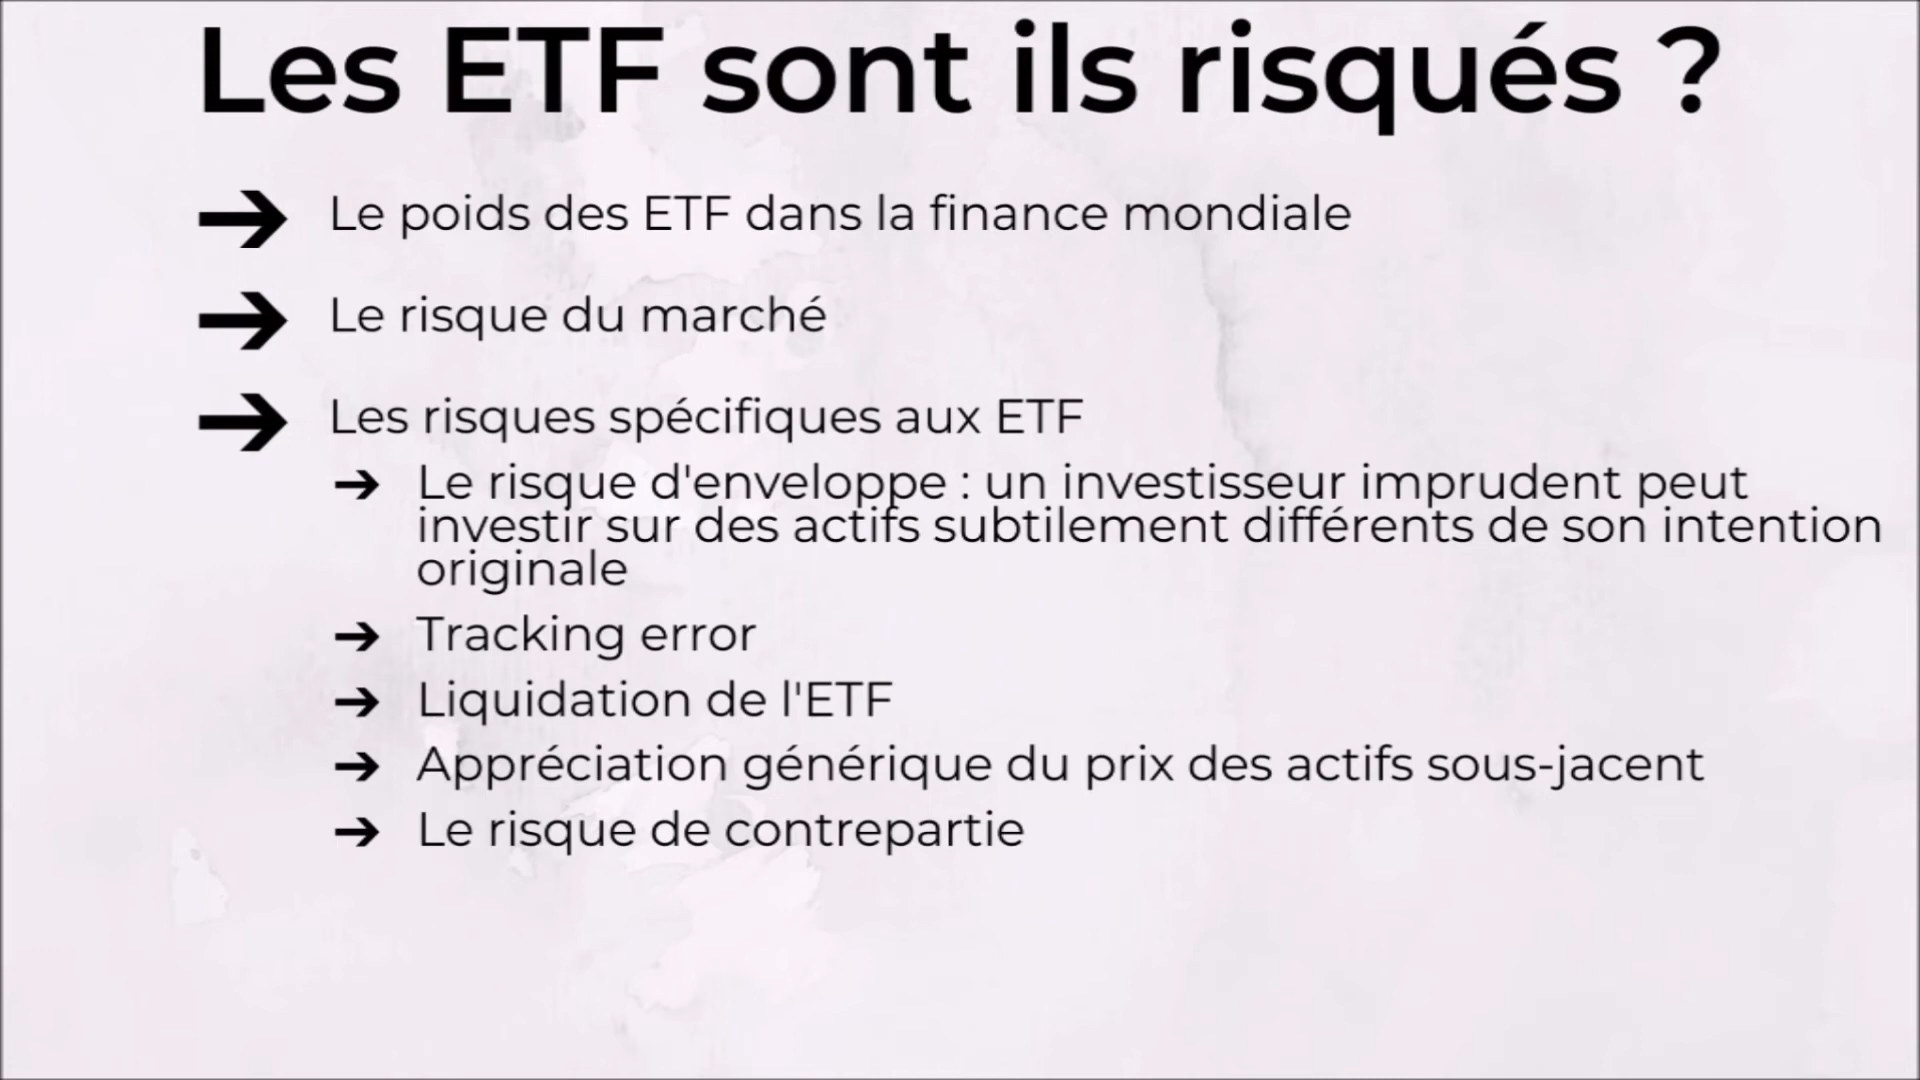 Les ETF sont ils risqués ?
➔ Le poids des ETF dans la finance mondiale
➔ Le risque du marché
➔ Les risques spécifiques aux ETF
➔ Le risque d'enveloppe : un investisseur imprudent peut
investir sur des actifs subtilement différents de son intention
originale
➔ Tracking error
➔ Liquidation de l'ETF
➔ Appréciation générique du prix des actifs sous-jacent
➔ Le risque de contrepartie